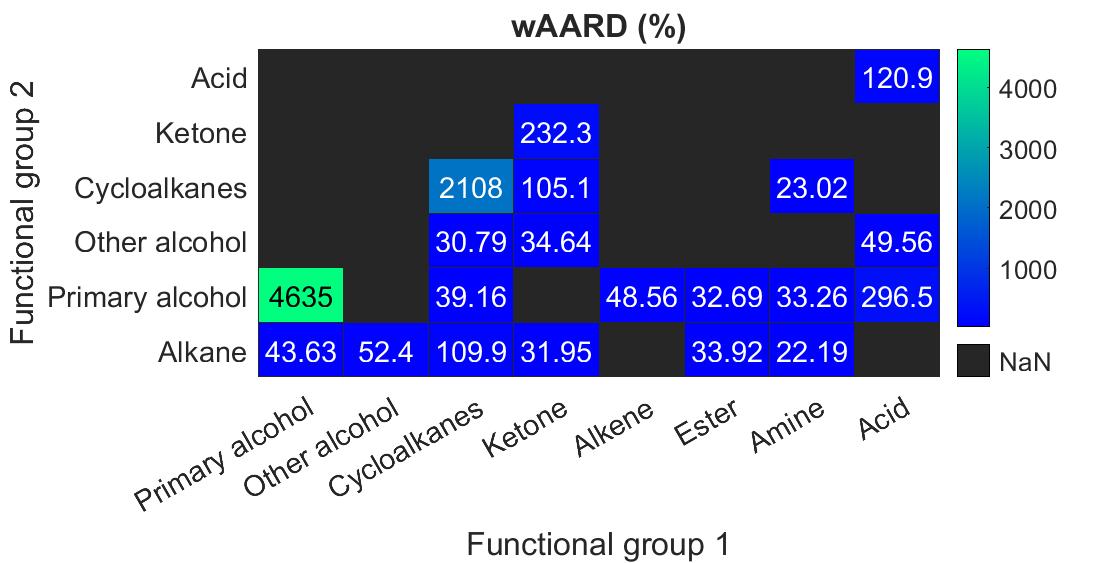 wAARD (%)
Functional group 2
Acid 120.9
Ketone 232.3
Cycloalkanes 2108 105.1 23.02
Other alcohol 30.79 34.64 49.56
Primary alcohol 4635 39.16 48.56 32.69 33.26 296.5
Alkane 43.63 52.4 109.9 31.95 33.92 22.19
4000
3000
2000
1000
NaN
Primary alcohol
Other alcohol
Cycloalkanes
Ketone
Alkene
Ester
Amine
Acid
Functional group 1